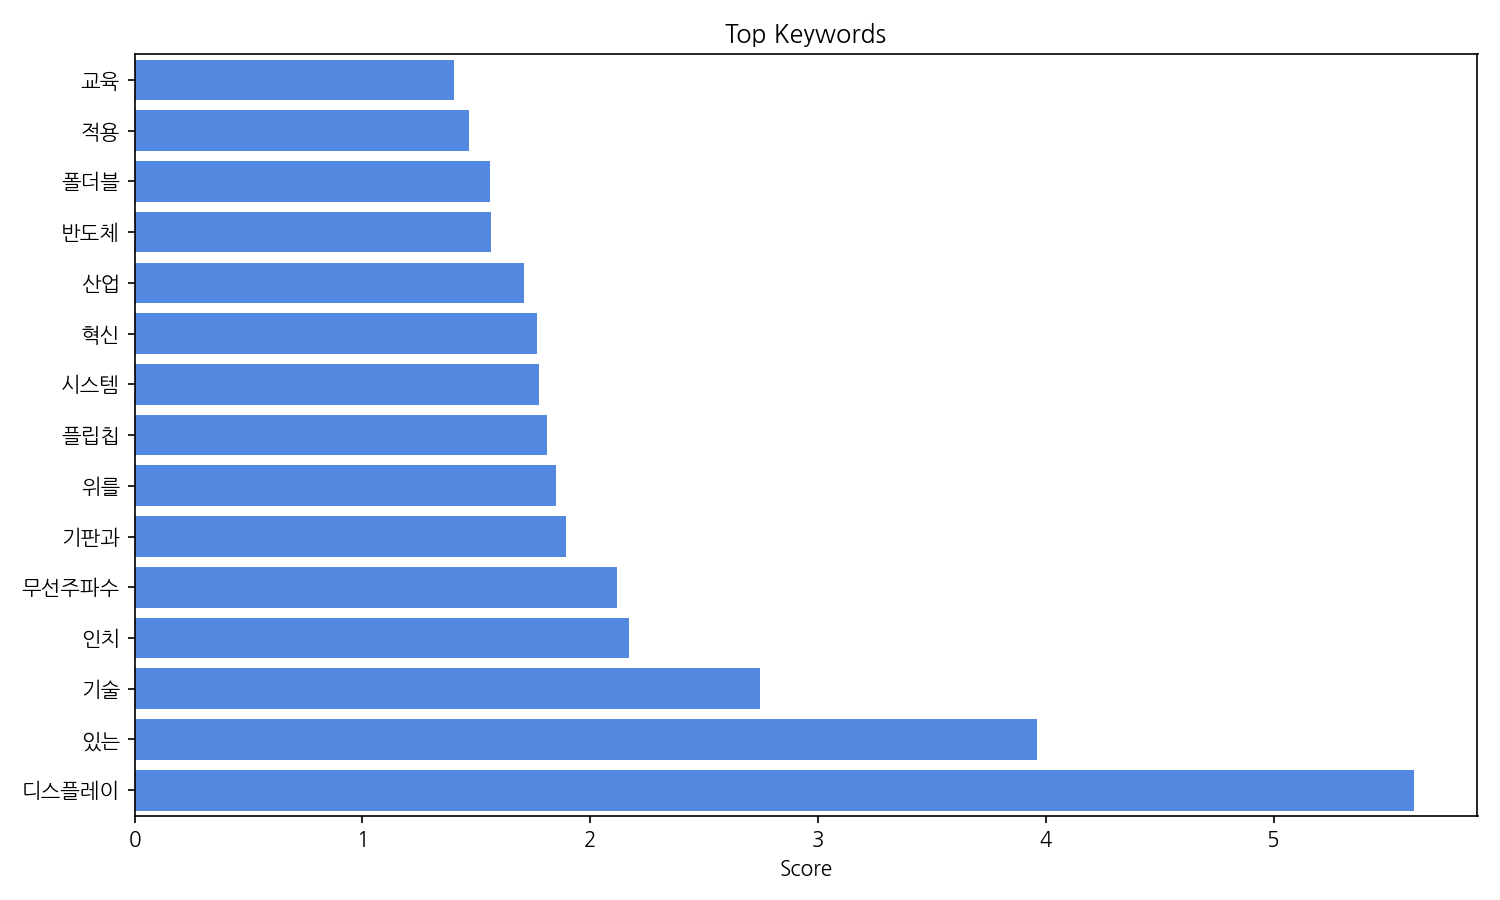 Top Keywords
교육
적용
폴더블
반도체
산업
혁신
시스템
플립칩
위를
기판과
무선주파수
인치
기술
있는
디스플레이
0 1 2 3 4 5
Score